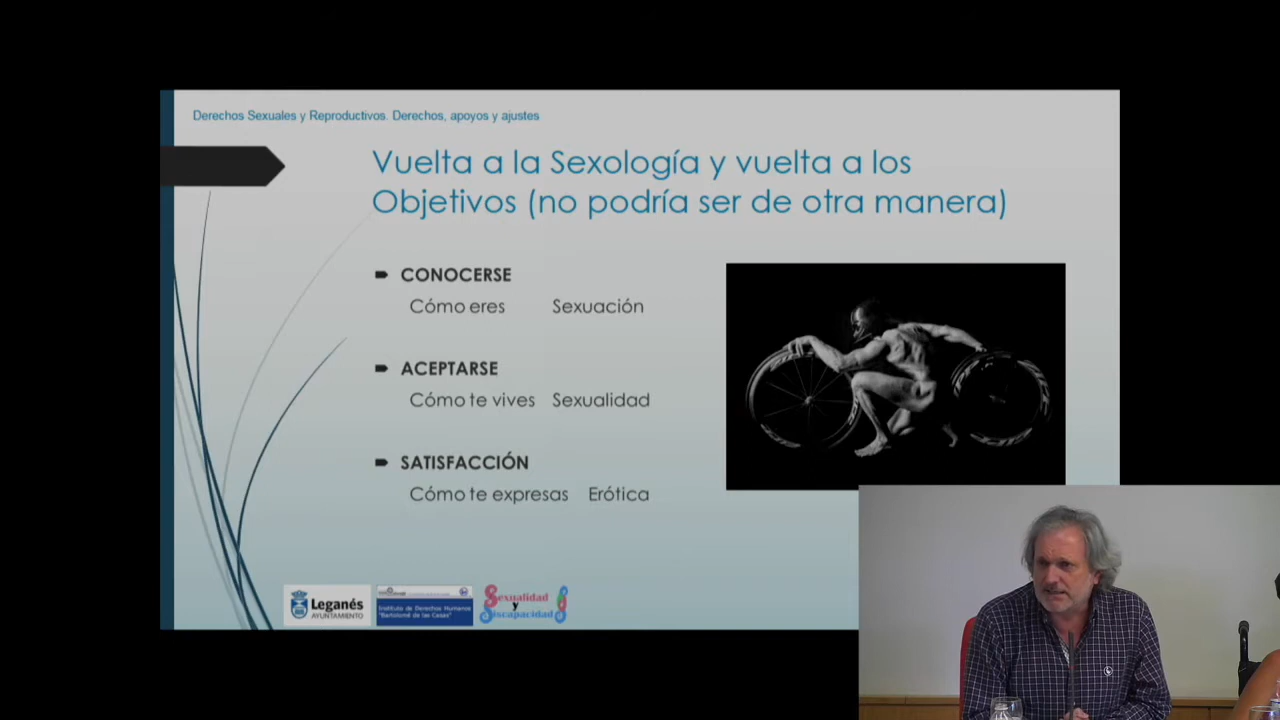 Derechos Sexuales y Reproductivos. Derechos, apoyos y ajustes
Vuelta a la Sexología y vuelta a los
Objetivos (no podría ser de otra manera)
CONOCERSE
Cómo eres Sexuación
ACEPTARSE
Cómo te vives Sexualidad
SATISFACCIÓN
Cómo te expresas Erótica
Leganés
AYUNTAMIENTO
Instituto de Derechos Humanos
"Bartolomé de las Casas"
Sexualidad
y
Discapacidad